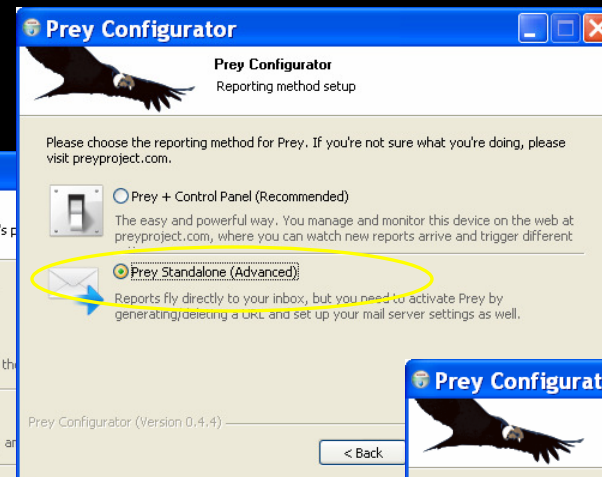 Prey Configurator
Prey Configurator
Reporting method setup
Please choose the reporting method for Prey. If you're not sure what you're doing, please
visit preyproject.com.
Prey + Control Panel (Recommended)
The easy and powerful way. You manage and monitor this device on the web at
preyproject.com, where you can watch new reports arrive and trigger different
Prey Standalone (Advanced)
Reports fly directly to your inbox, but you need to activate Prey by
generating/deleting a URL and set up your mail server settings as well.
Prey Configurator (Version 0.4.4)
< Back
Prey Configurat
's p
the
ar